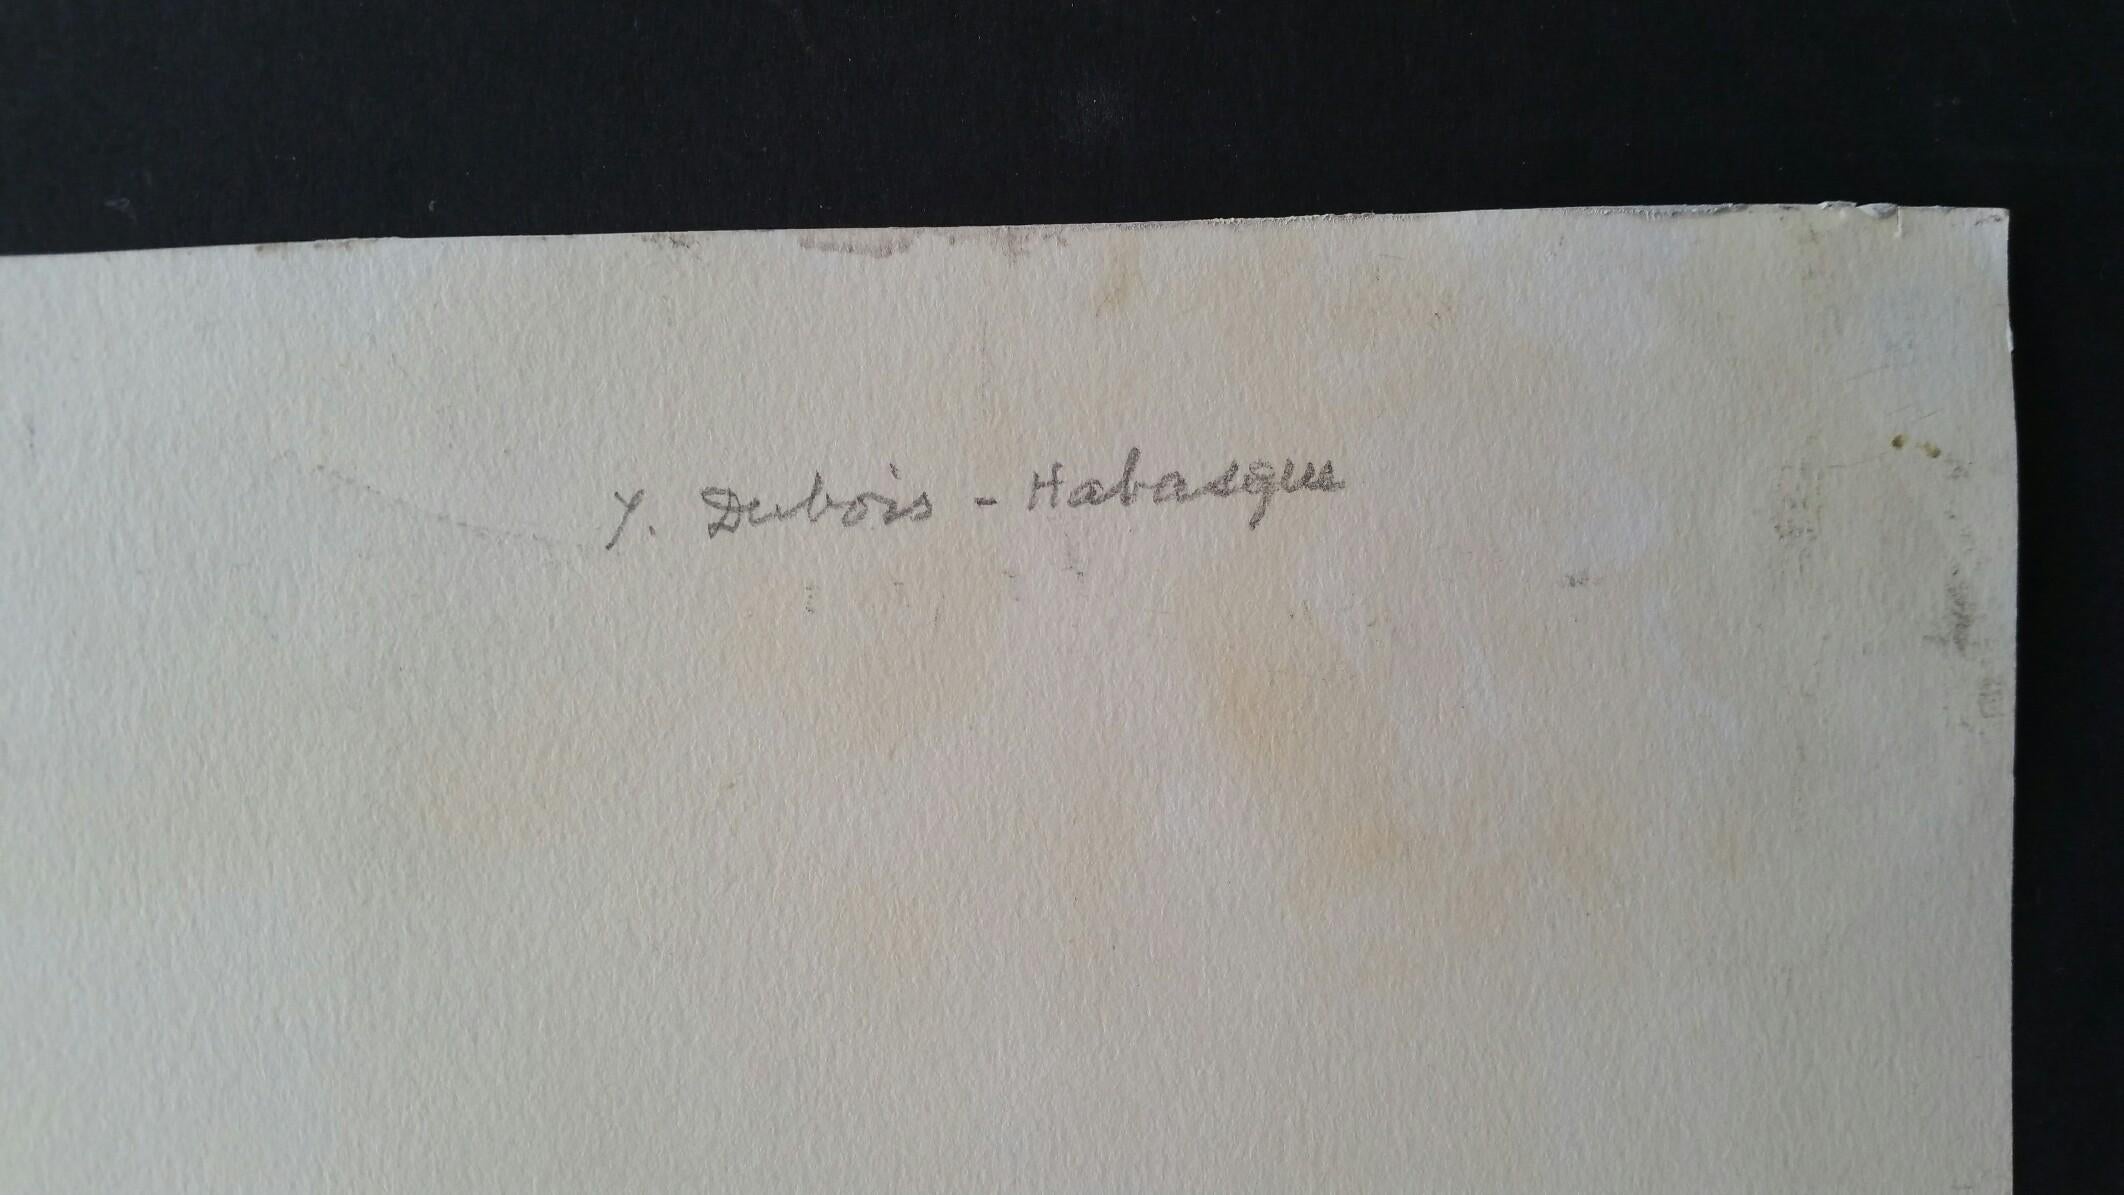 Y. Dubois - Habasque